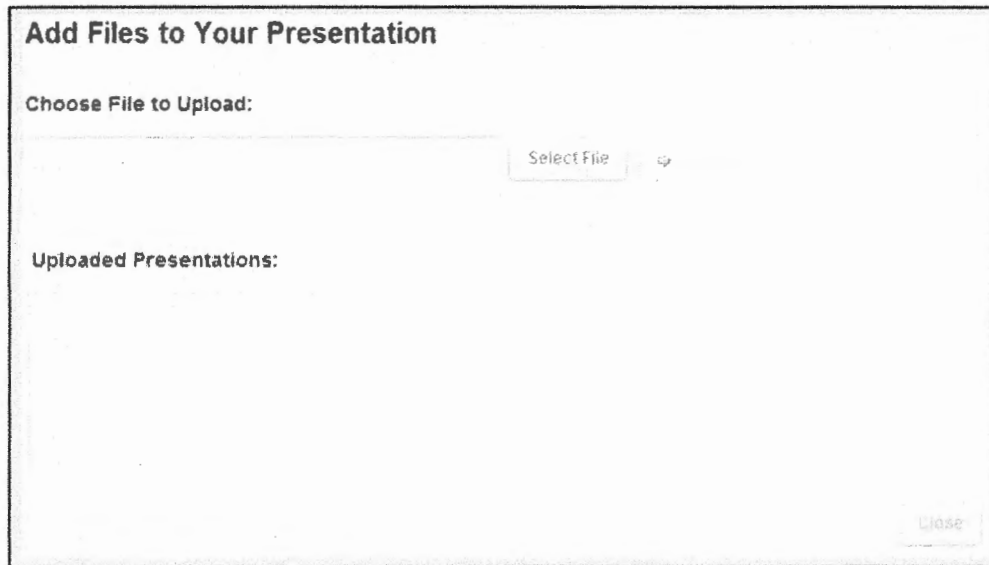 Add Files to Your Presentation
Choose File to Upload:
Select File
Uploaded Presentations:
Close